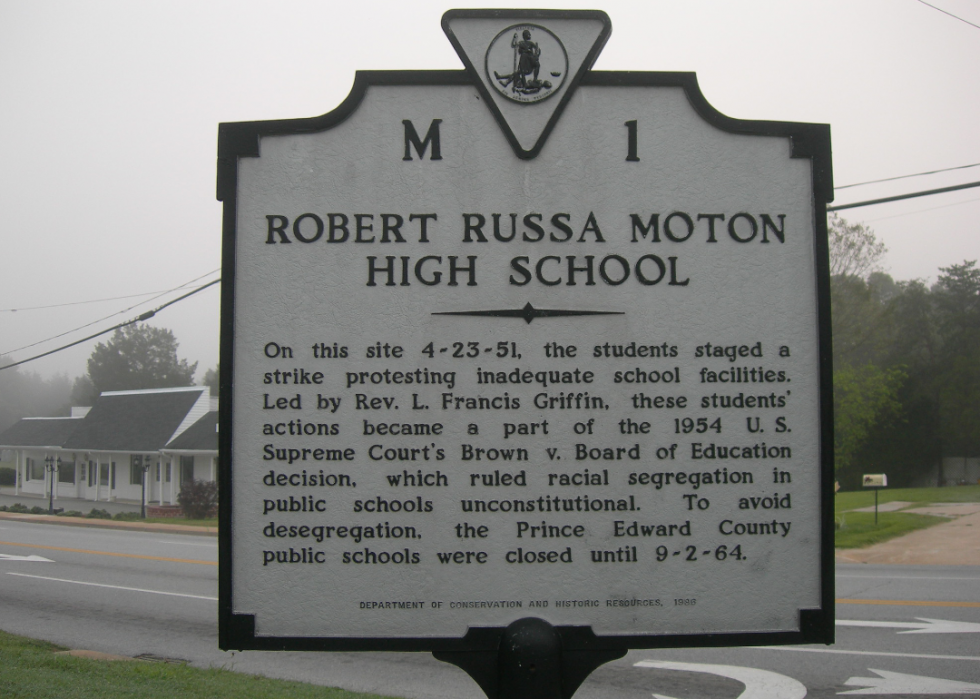 M 1
ROBERT RUSSA MOTON
HIGH SCHOOL
On this site 4-23-51, the students staged a
strike protesting inadequate school facilities.
Led by Rev. L. Francis Griffin, these students'
actions became a part of the 1954 U. S.
Supreme Court's Brown v. Board of Education
decision, which ruled racial segregation in
public schools unconstitutional. To avoid
desegregation, the Prince Edward County
public schools were closed until 9-2-64.
DEPARTMENT OF CONSERVATION AND HISTORIC RESOURCES,